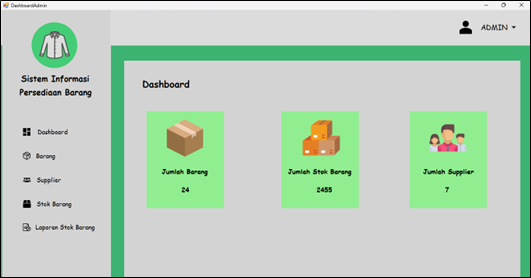 DashboardAdmin
ADMIN
Sistem Informasi
Persediaan Barang
Dashboard
Barang
Supplier
Stok Barang
Laporan Stok Barang
Dashboard
Jumlah Barang
24
Jumlah Stok Barang
2455
Jumlah Supplier
7